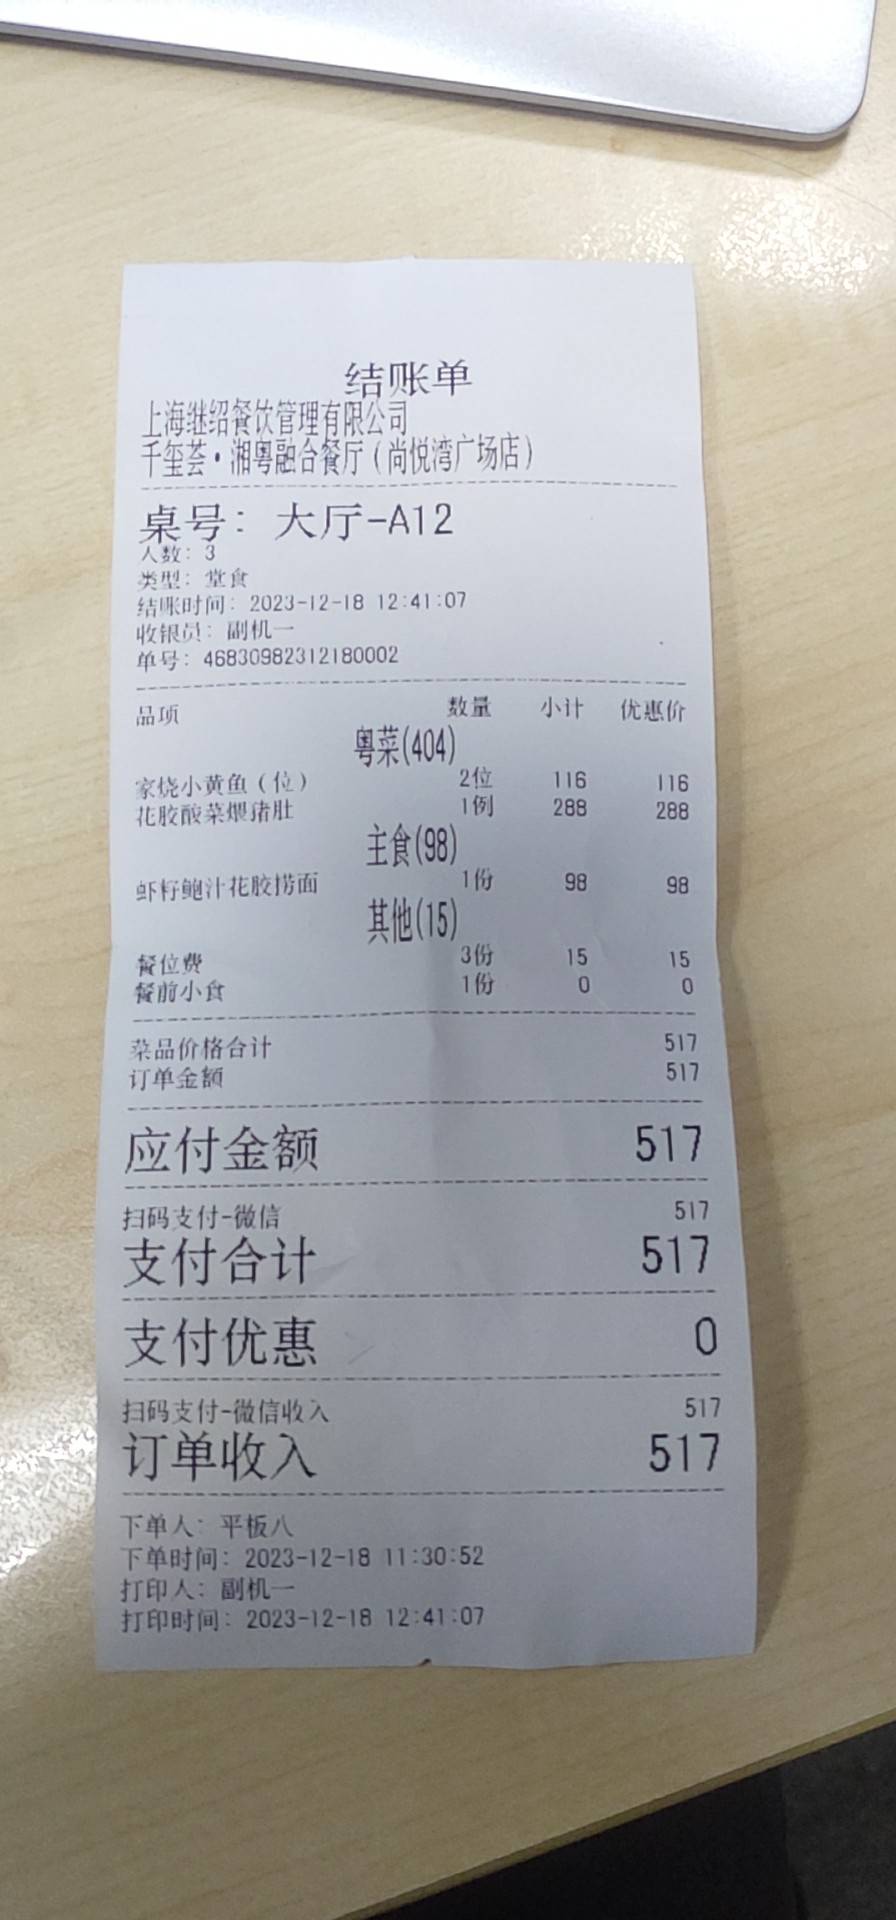 结账单
上海继绍餐饮管理有限公司
千玺荟·湘粤融合餐厅(尚悦湾广场店)
桌号: 大厅-A12
人数: 3
类型: 堂食
结账时间: 2023-12-18 12:41:07
收银员: 副机一
单号: 46830982312180002
品项 数量 小计 优惠价
粤菜(404)
家烧小黄鱼(位) 2位 116 116
花胶酸菜煨猪肚 1例 288 288
主食(98)
虾籽鲍汁花胶捞面 1份 98 98
其他(15)
餐位费 3份 15 15
餐前小食 1份 0 0
菜品价格合计 517
订单金额 517
应付金额 517
扫码支付-微信 517
支付合计 517
支付优惠 0
扫码支付-微信收入 517
订单收入 517
下单人: 平板八
下单时间: 2023-12-18 11:30:52
打印人: 副机一
打印时间: 2023-12-18 12:41:07